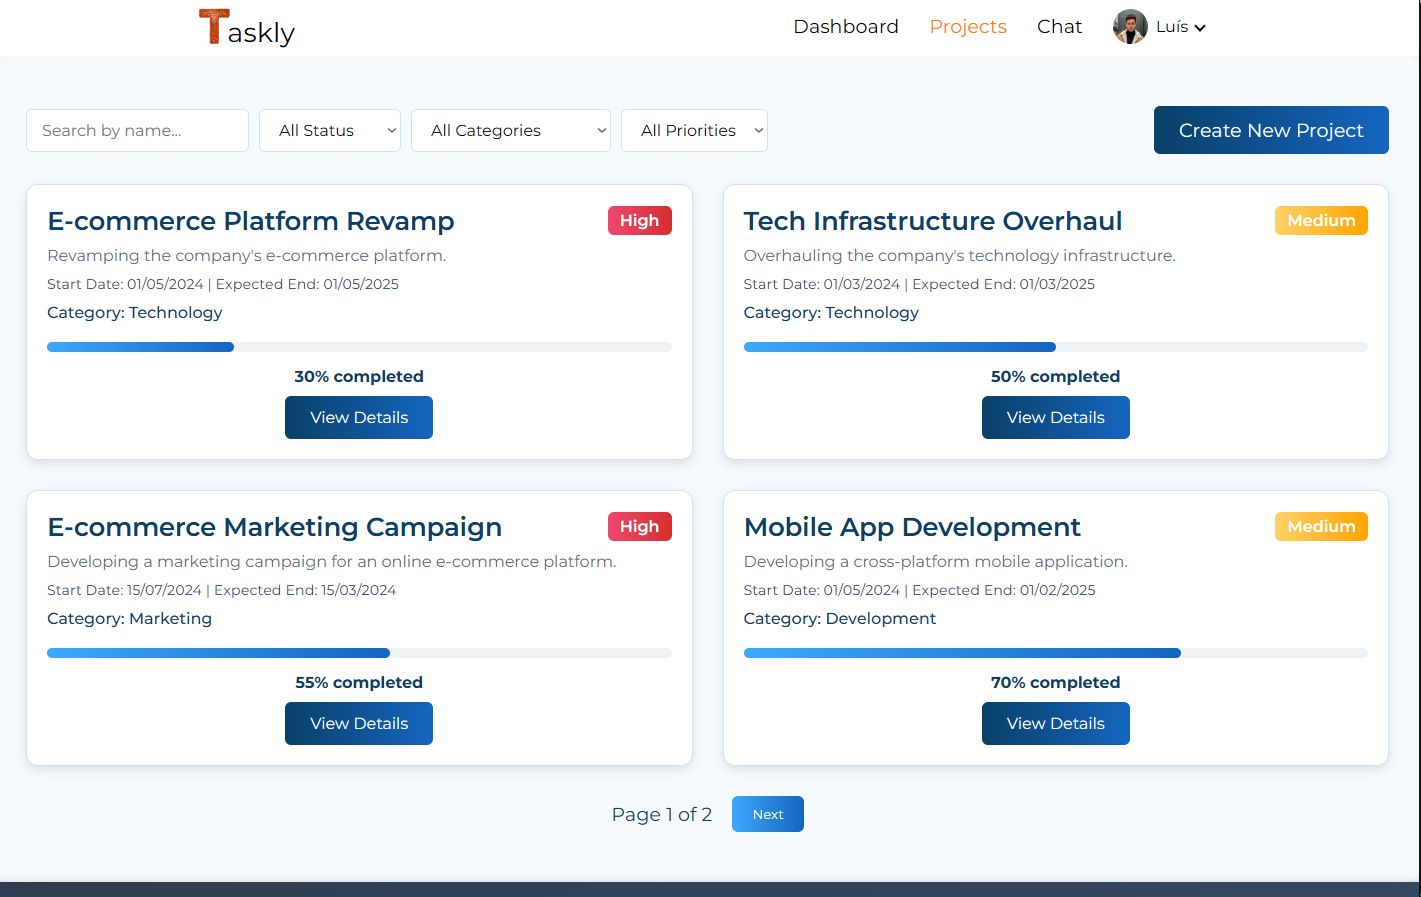 Taskly
Dashboard Projects Chat Luís
Search by name... All Status All Categories All Priorities Create New Project
E-commerce Platform Revamp High
Revamping the company's e-commerce platform.
Start Date: 01/05/2024 | Expected End: 01/05/2025
Category: Technology
30% completed
View Details
Tech Infrastructure Overhaul Medium
Overhauling the company's technology infrastructure.
Start Date: 01/03/2024 | Expected End: 01/03/2025
Category: Technology
50% completed
View Details
E-commerce Marketing Campaign High
Developing a marketing campaign for an online e-commerce platform.
Start Date: 15/07/2024 | Expected End: 15/03/2024
Category: Marketing
55% completed
View Details
Mobile App Development Medium
Developing a cross-platform mobile application.
Start Date: 01/05/2024 | Expected End: 01/02/2025
Category: Development
70% completed
View Details
Page 1 of 2 Next